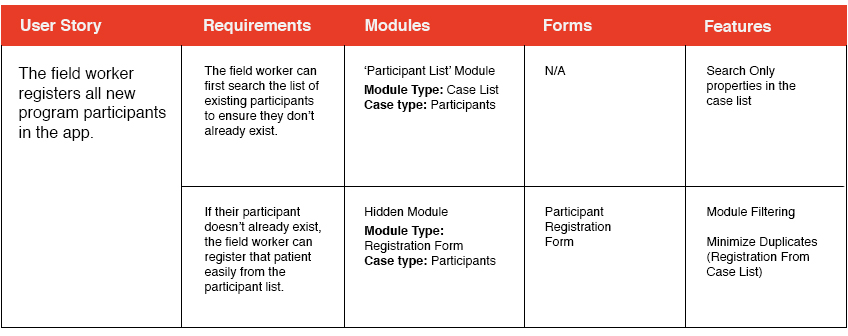 User Story
Requirements
Modules
Forms
Features
The field worker
registers all new
program participants
in the app.
The field worker can
first search the list of
existing participants
to ensure they don’t
already exist.
‘Participant List’ Module
Module Type: Case List
Case type: Participants
N/A
Search Only
properties in the
case list
If their participant
doesn’t already exist,
the field worker can
register that patient
easily from the
participant list.
Hidden Module
Module Type:
Registration Form
Case type: Participants
Participant
Registration
Form
Module Filtering
Minimize Duplicates
(Registration From
Case List)